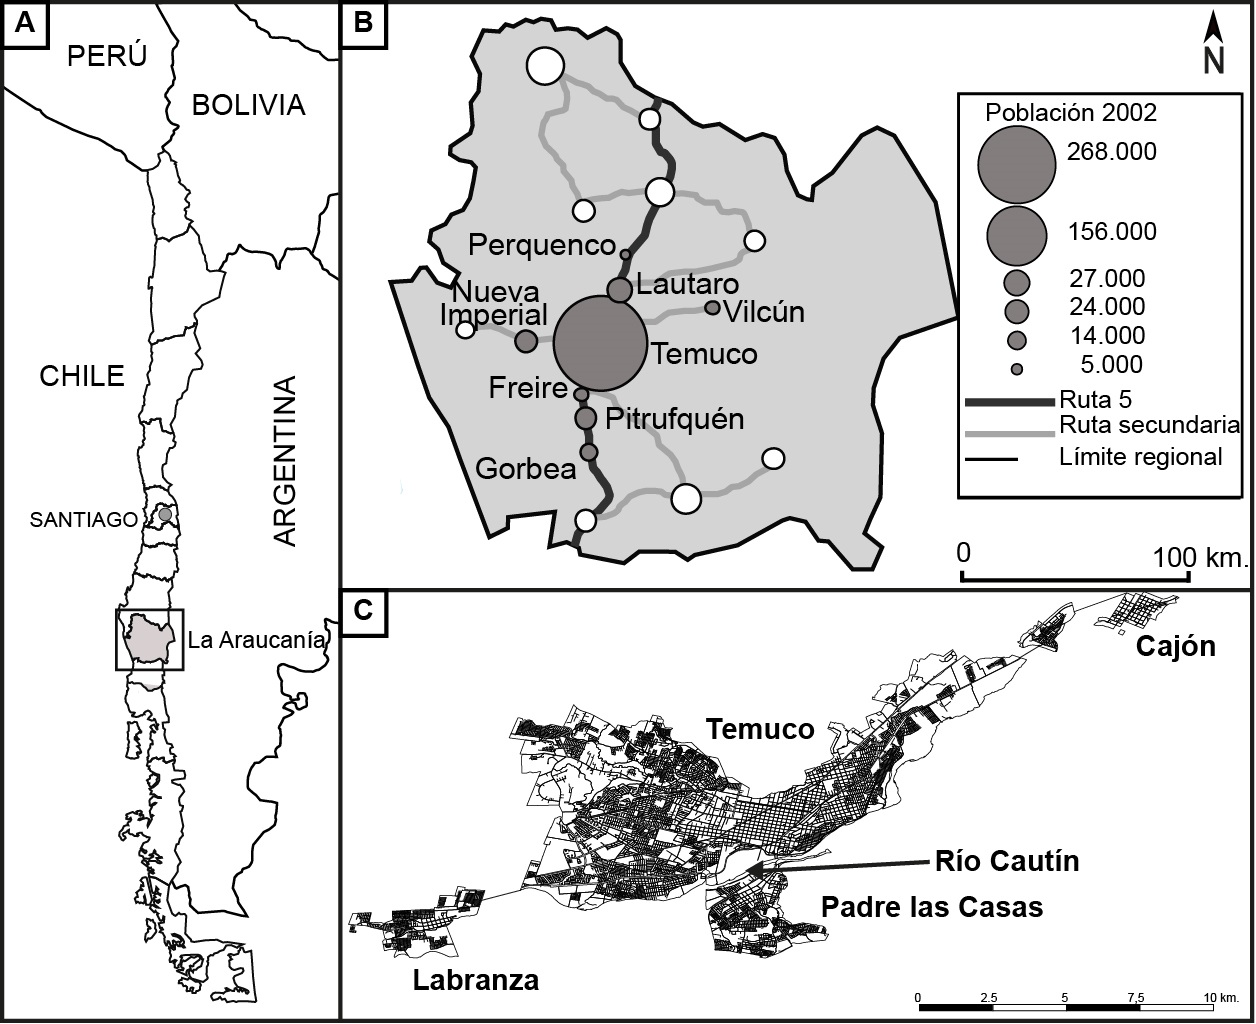 A
PERÚ
BOLIVIA
CHILE
ARGENTINA
SANTIAGO
La Araucanía
B
N
Perquenco
Lautaro
Nueva
Imperial
Vilcún
Temuco
Freire
Pitrufquén
Gorbea
Población 2002
268.000
156.000
27.000
24.000
14.000
5.000
Ruta 5
Ruta secundaria
Límite regional
0 100 km.
C
Cajón
Temuco
Río Cautín
Padre las Casas
Labranza
0 2.5 5 7,5 10 km.